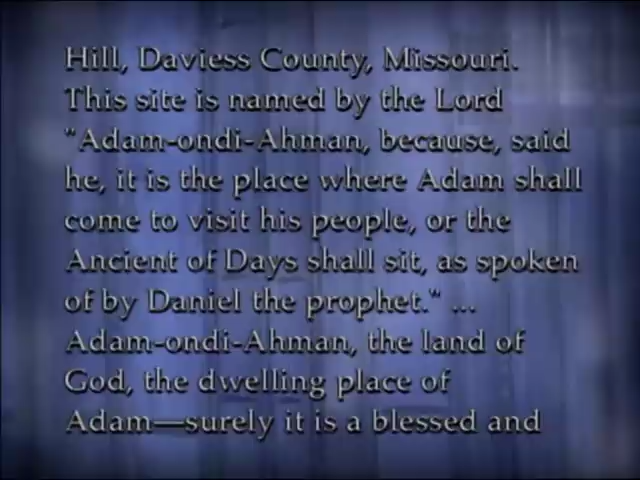 Hill, Daviess County, Missouri.
This site is named by the Lord
"Adam-ondi-Ahman, because, said
he, it is the place where Adam shall
come to visit his people, or the
Ancient of Days shall sit, as spoken
of by Daniel the prophet." ...
Adam-ondi-Ahman, the land of
God, the dwelling place of
Adam—surely it is a blessed and